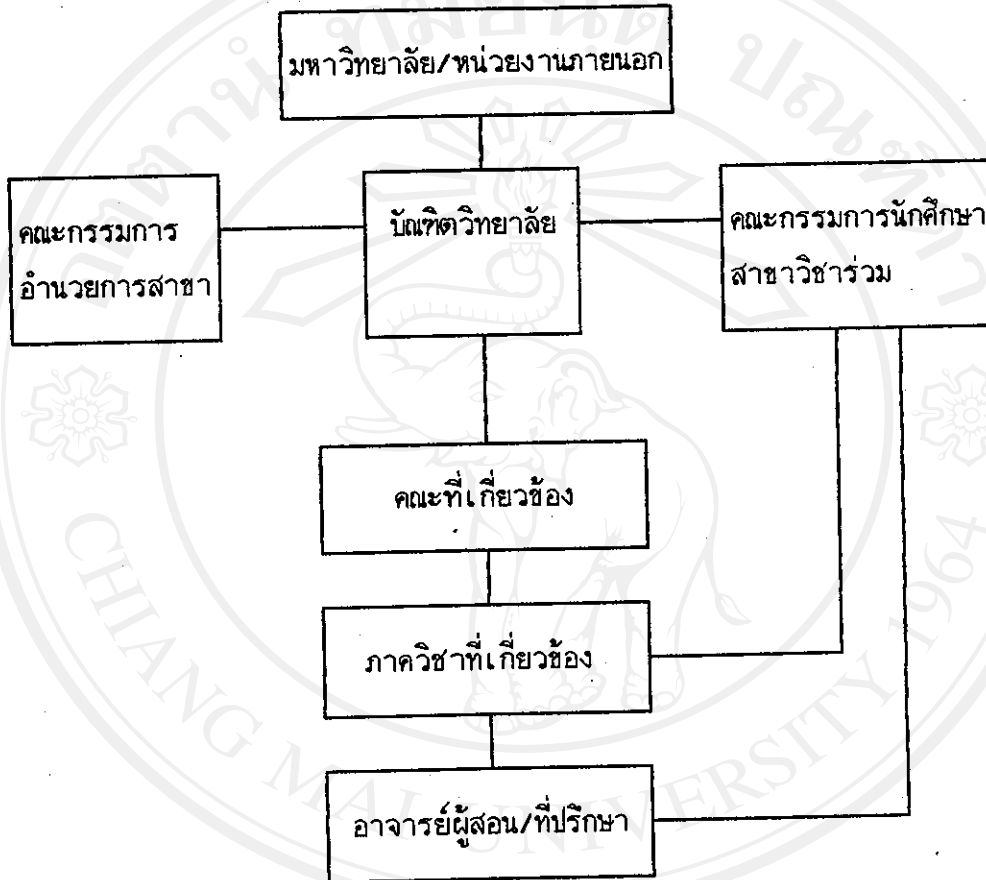 มหาวิทยาลัย/หน่วยงานภายนอก
คณะกรรมการ
อำนวยการสาขา
บัณฑิตวิทยาลัย
คณะกรรมการนักศึกษา
สาขาวิชาร่วม
คณะที่เกี่ยวข้อง
ภาควิชาที่เกี่ยวข้อง
อาจารย์ผู้สอน/ที่ปรึกษา
CHIANG MAI UNIVERSITY 1964